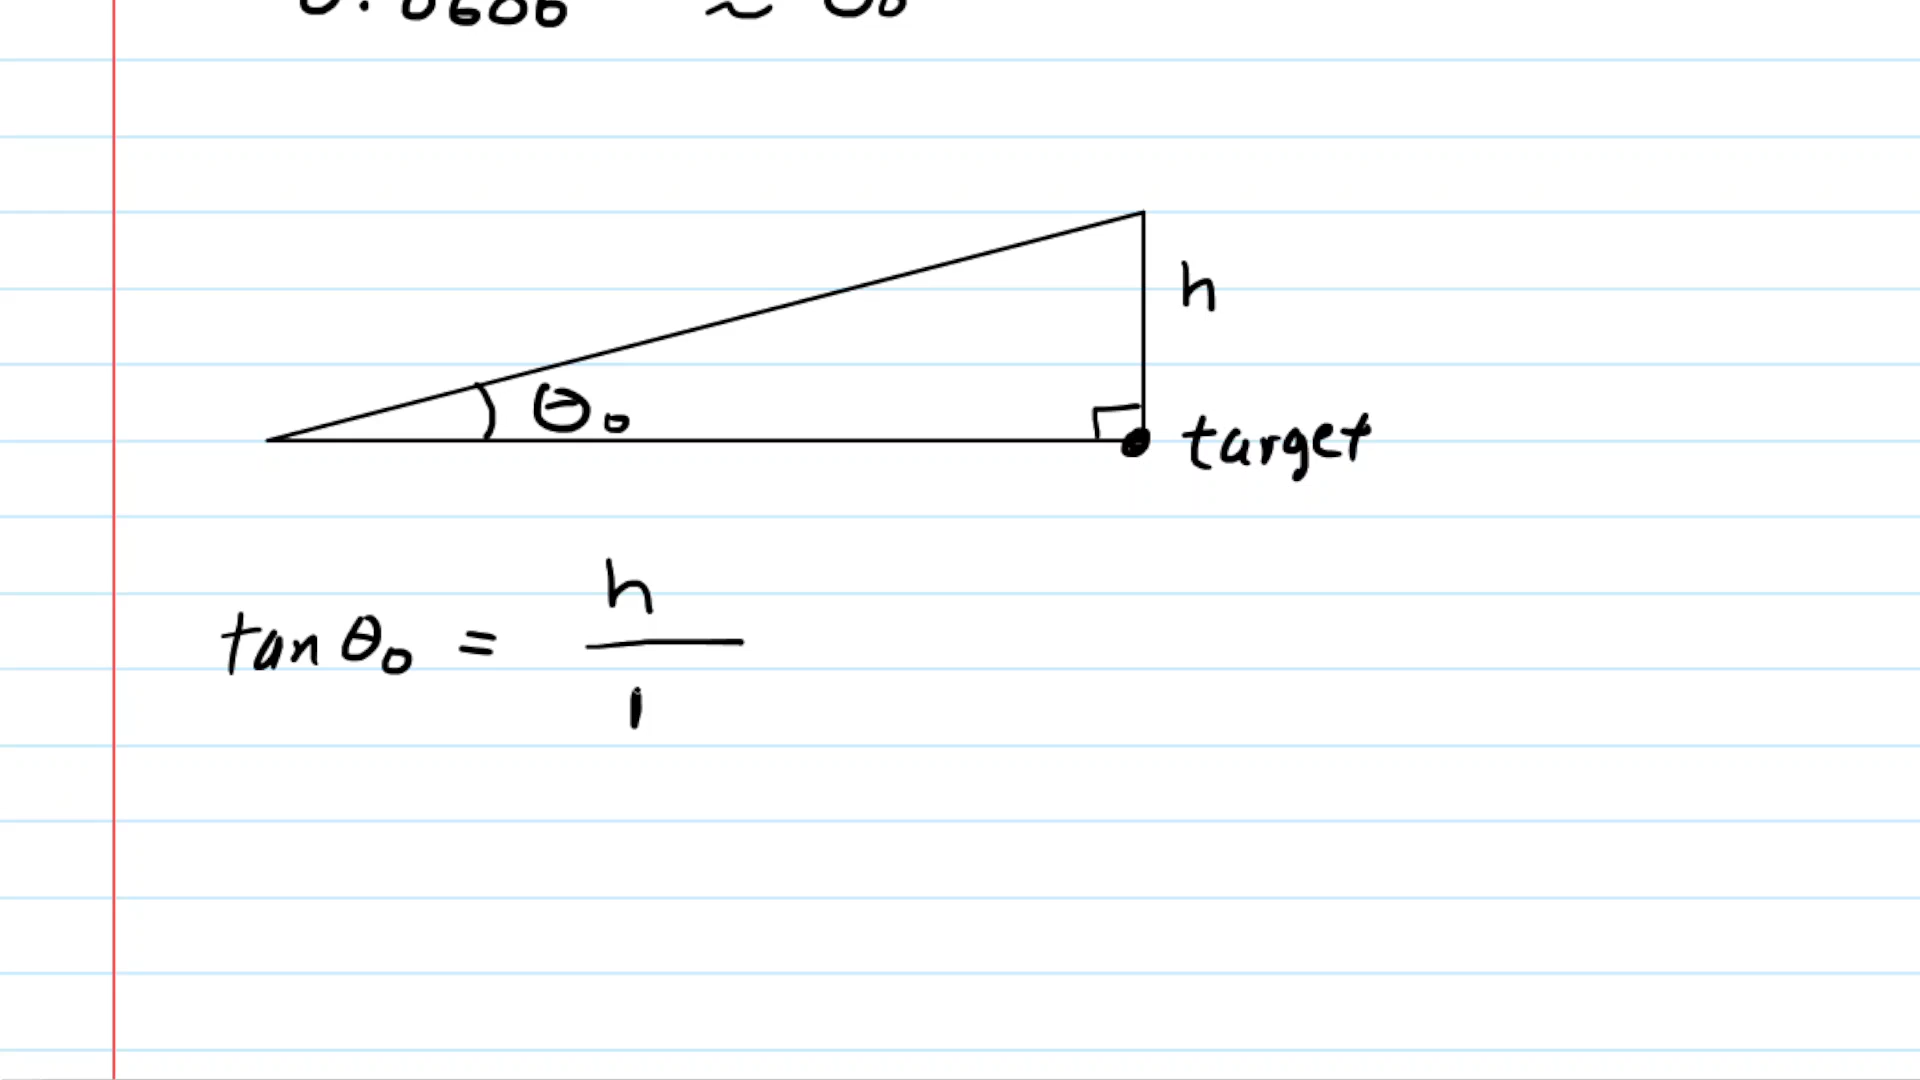 h
θ₀
target
tan θ₀ = h / 1